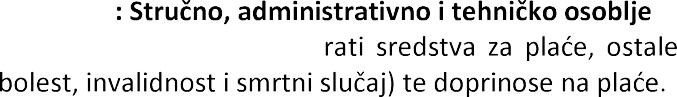 : Stručno, administrativno i tehničko osoblje
rati sredstva za plaće, ostale
bolest, invalidnost i smrtni slučaj) te doprinose na plaće.